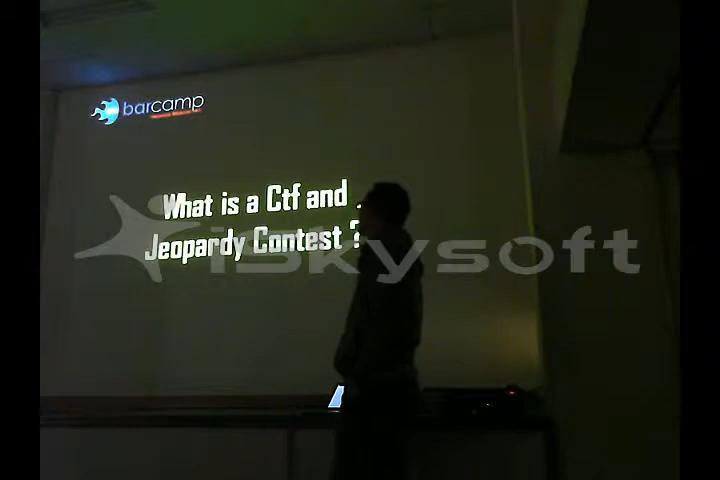 barcamp
What is a Ctf and
Jeopardy Contest ?
iSkysoft